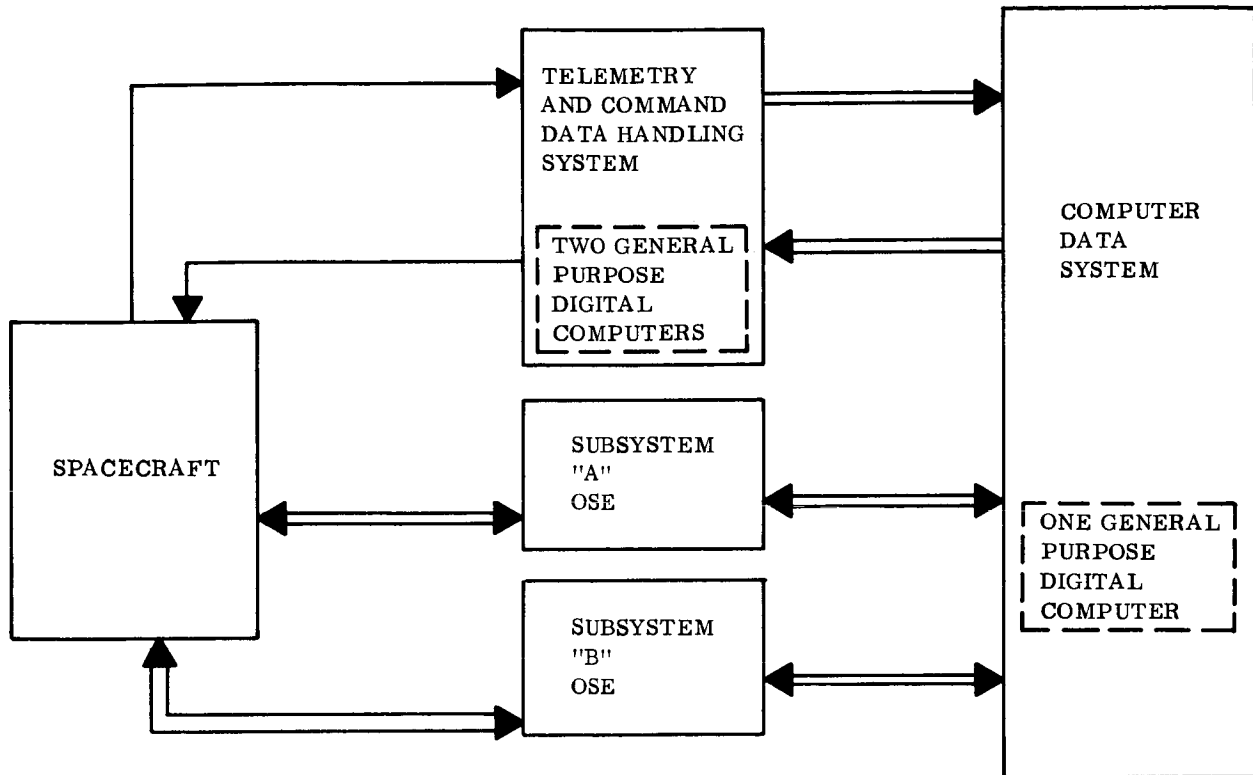 TELEMETRY
AND COMMAND
DATA HANDLING
SYSTEM
TWO GENERAL
PURPOSE
DIGITAL
COMPUTERS
COMPUTER
DATA
SYSTEM
SPACECRAFT
SUBSYSTEM
"A"
OSE
ONE GENERAL
PURPOSE
DIGITAL
COMPUTER
SUBSYSTEM
"B"
OSE